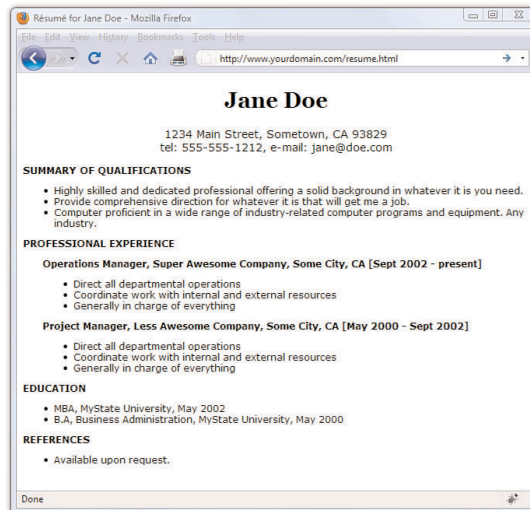 Résumé for Jane Doe - Mozilla Firefox
File Edit View History Bookmarks Tools Help
http://www.yourdomain.com/resume.html
Jane Doe
1234 Main Street, Sometown, CA 93829
tel: 555-555-1212, e-mail: jane@doe.com
SUMMARY OF QUALIFICATIONS
• Highly skilled and dedicated professional offering a solid background in whatever it is you need.
• Provide comprehensive direction for whatever it is that will get me a job.
• Computer proficient in a wide range of industry-related computer programs and equipment. Any
industry.
PROFESSIONAL EXPERIENCE
Operations Manager, Super Awesome Company, Some City, CA [Sept 2002 - present]
• Direct all departmental operations
• Coordinate work with internal and external resources
• Generally in charge of everything
Project Manager, Less Awesome Company, Some City, CA [May 2000 - Sept 2002]
• Direct all departmental operations
• Coordinate work with internal and external resources
• Generally in charge of everything
EDUCATION
• MBA, MyState University, May 2002
• B.A, Business Administration, MyState University, May 2000
REFERENCES
• Available upon request.
Done